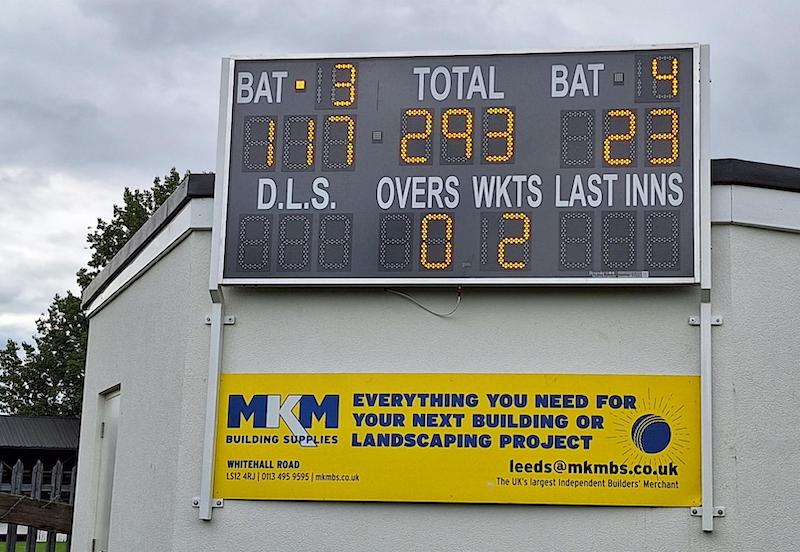 BAT 3 TOTAL BAT 4
117 293 23
D.L.S. OVERS WKTS LAST INNS
0 2
MKM
BUILDING SUPPLIES
EVERYTHING YOU NEED FOR
YOUR NEXT BUILDING OR
LANDSCAPING PROJECT
WHITEHALL ROAD
LS12 4RJ | 0113 495 9595 | mkmbs.co.uk
leeds@mkmbs.co.uk
The UK's largest Independent Builders' Merchant